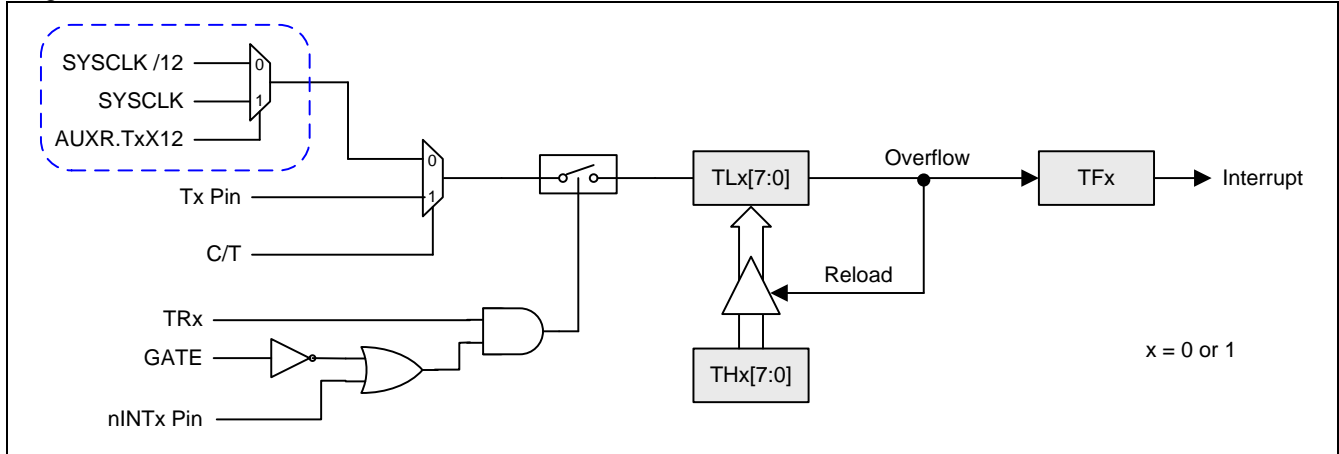 SYSCLK /12
0
SYSCLK
1
AUXR.TxX12
0
Tx Pin
1
C/T
TLx[7:0]
Overflow
TFx
Interrupt
Reload
TRx
GATE
nINTx Pin
THx[7:0]
x = 0 or 1